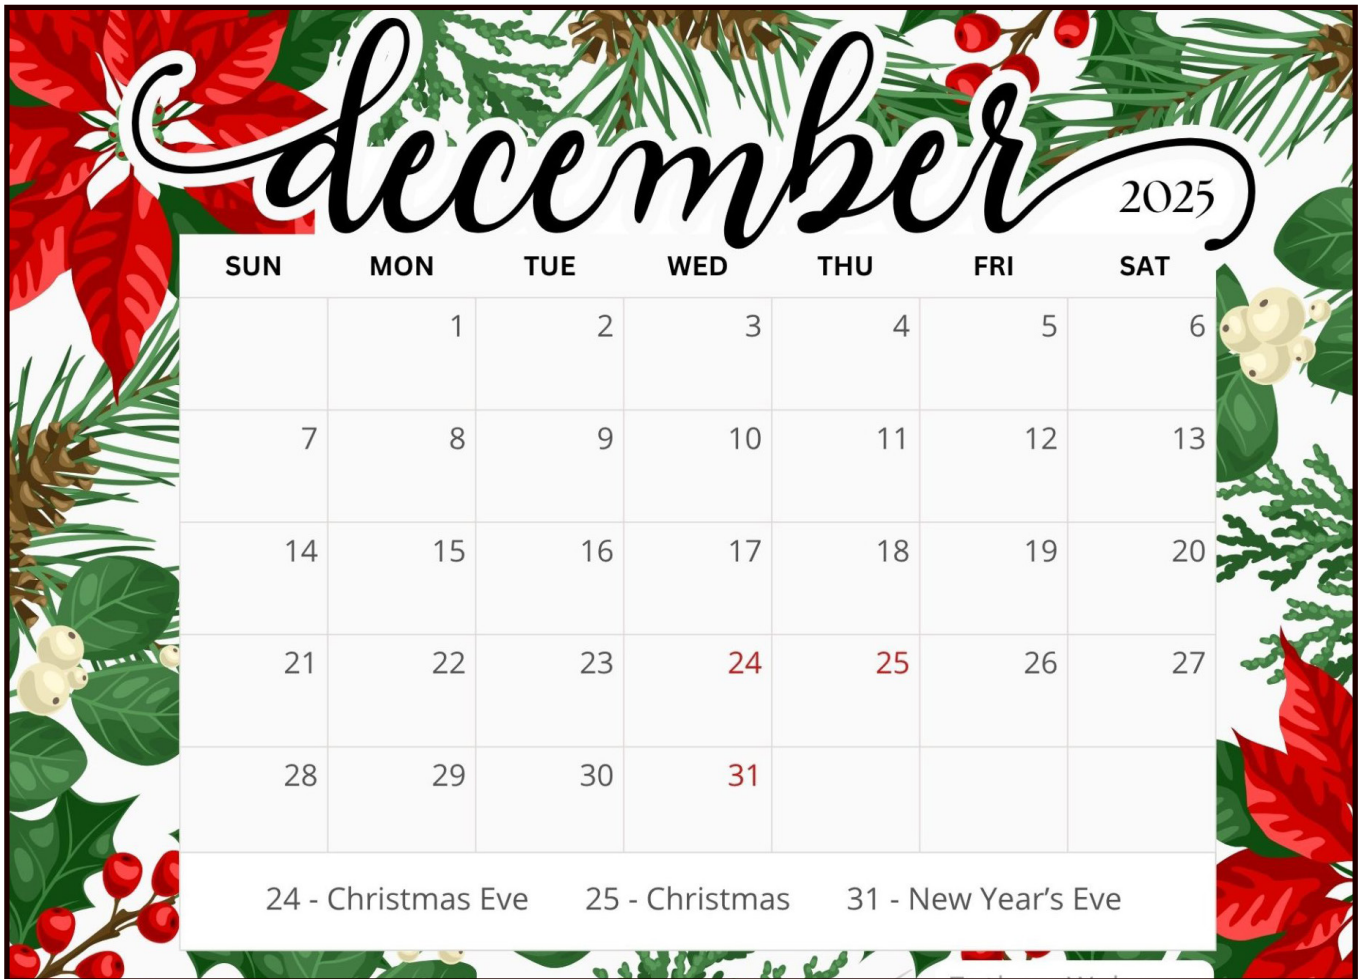 december
2025
SUN MON TUE WED THU FRI SAT
1 2 3 4 5 6
7 8 9 10 11 12 13
14 15 16 17 18 19 20
21 22 23 24 25 26 27
28 29 30 31
24 - Christmas Eve 25 - Christmas 31 - New Year’s Eve